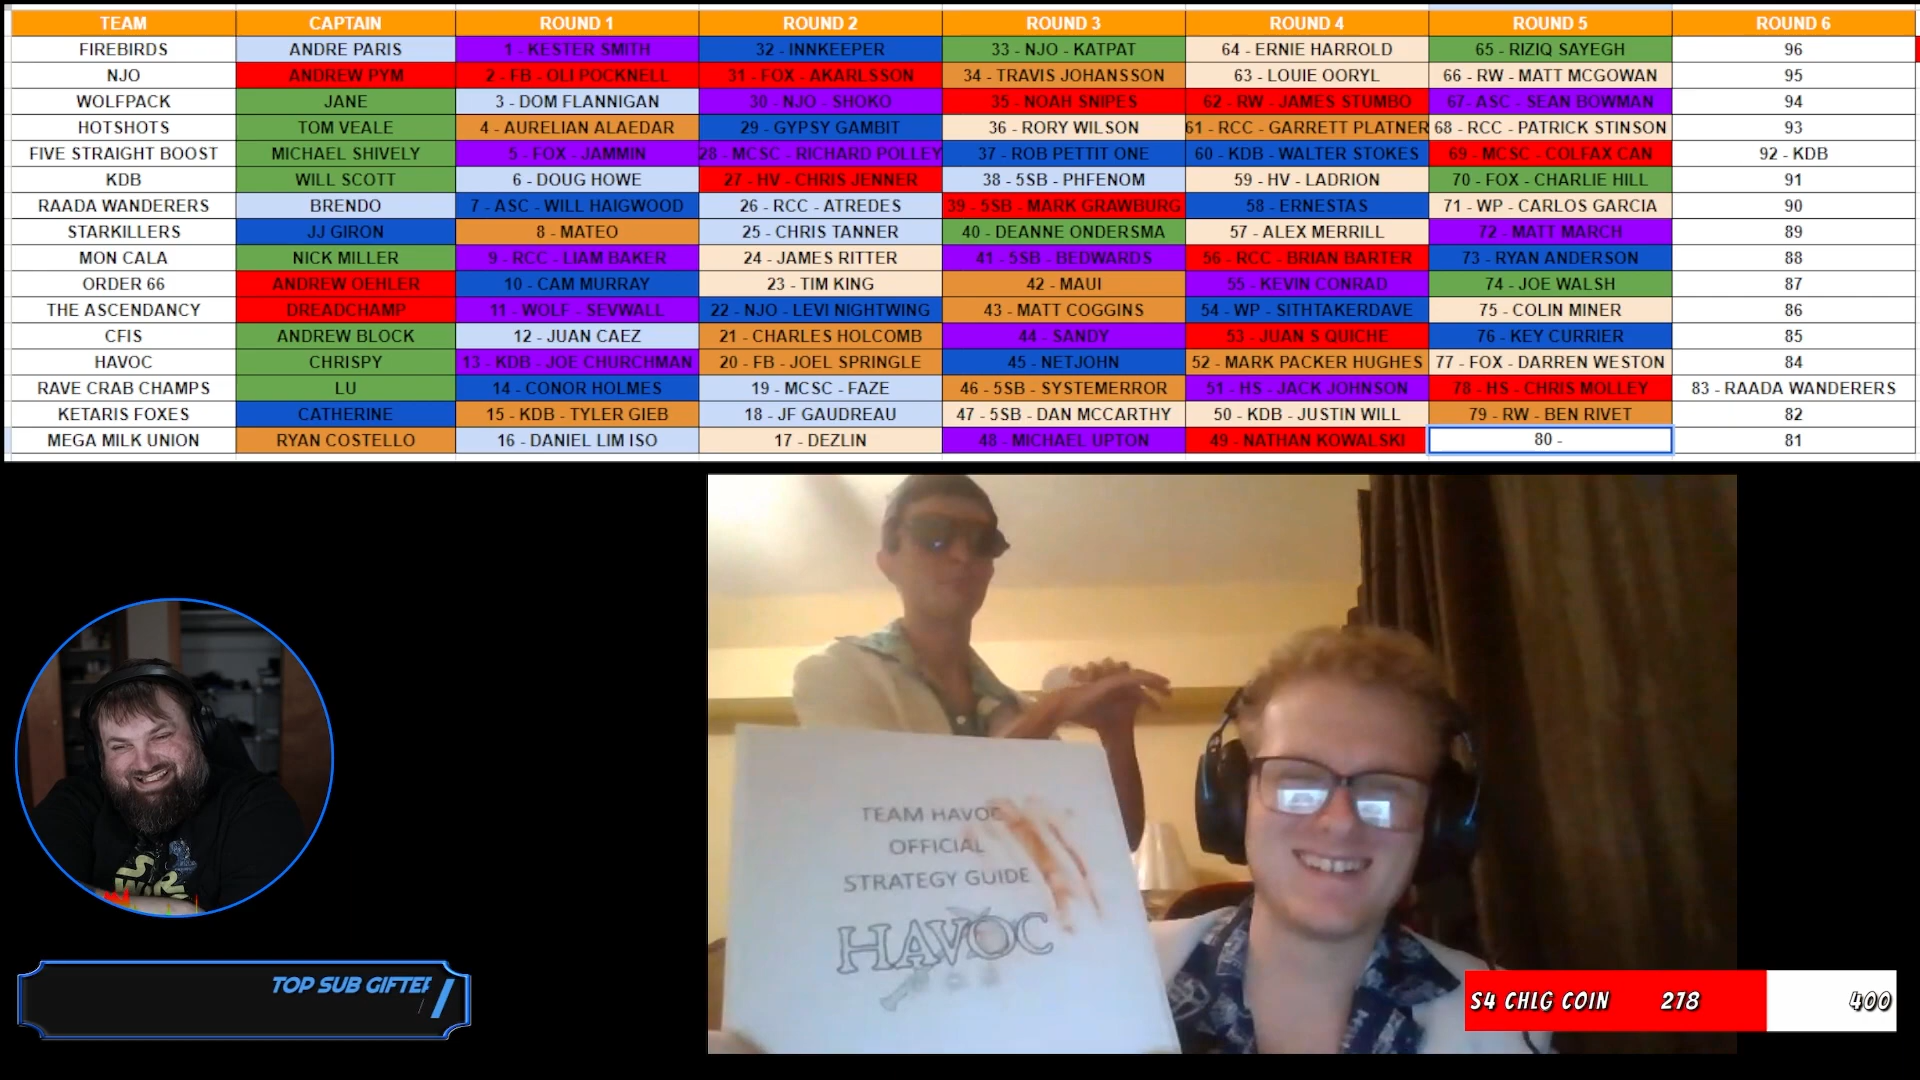 TEAM CAPTAIN ROUND 1 ROUND 2 ROUND 3 ROUND 4 ROUND 5 ROUND 6
FIREBIRDS ANDRE PARIS 1 - KESTER SMITH 32 - INNKEEPER 33 - NJO - KATPAT 64 - ERNIE HARROLD 65 - RIZIQ SAYEGH 96
NJO ANDREW PYM 2 - FB - OLI POCKNELL 31 - FOX - AKARLSSON 34 - TRAVIS JOHANSSON 63 - LOUIE OORYL 66 - RW - MATT MCGOWAN 95
WOLFPACK JANE 3 - DOM FLANNIGAN 30 - NJO - SHOKO 35 - NOAH SNIPES 62 - RW - JAMES STUMBO 67- ASC - SEAN BOWMAN 94
HOTSHOTS TOM VEALE 4 - AURELIAN ALAEDAR 29 - GYPSY GAMBIT 36 - RORY WILSON 61 - RCC - GARRETT PLATNER 68 - RCC - PATRICK STINSON 93
FIVE STRAIGHT BOOST MICHAEL SHIVELY 5 - FOX - JAMMIN 28 - MCSC - RICHARD POLLEY 37 - ROB PETTIT ONE 60 - KDB - WALTER STOKES 69 - MCSC - COLFAX CAN 92 - KDB
KDB WILL SCOTT 6 - DOUG HOWE 27 - HV - CHRIS JENNER 38 - 5SB - PHFENOM 59 - HV - LADRION 70 - FOX - CHARLIE HILL 91
RAADA WANDERERS BRENDO 7 - ASC - WILL HAIGWOOD 26 - RCC - ATREDES 39 - 5SB - MARK GRAWBURG 58 - ERNESTAS 71 - WP - CARLOS GARCIA 90
STARKILLERS JJ GIRON 8 - MATEO 25 - CHRIS TANNER 40 - DEANNE ONDERSMA 57 - ALEX MERRILL 72 - MATT MARCH 89
MON CALA NICK MILLER 9 - RCC - LIAM BAKER 24 - JAMES RITTER 41 - 5SB - BEDWARDS 56 - RCC - BRIAN BARTER 73 - RYAN ANDERSON 88
ORDER 66 ANDREW OEHLER 10 - CAM MURRAY 23 - TIM KING 42 - MAUI 55 - KEVIN CONRAD 74 - JOE WALSH 87
THE ASCENDANCY DREADCHAMP 11 - WOLF - SEVWALL 22 - NJO - LEVI NIGHTWING 43 - MATT COGGINS 54 - WP - SITHTAKERDAVE 75 - COLIN MINER 86
CFIS ANDREW BLOCK 12 - JUAN CAEZ 21 - CHARLES HOLCOMB 44 - SANDY 53 - JUAN S QUICHE 76 - KEY CURRIER 85
HAVOC CHRISPY 13 - KDB - JOE CHURCHMAN 20 - FB - JOEL SPRINGLE 45 - NETJOHN 52 - MARK PACKER HUGHES 77 - FOX - DARREN WESTON 84
RAVE CRAB CHAMPS LU 14 - CONOR HOLMES 19 - MCSC - FAZE 46 - 5SB - SYSTEMERROR 51 - HS - JACK JOHNSON 78 - HS - CHRIS MOLLEY 83 - RAADA WANDERERS
KETARIS FOXES CATHERINE 15 - KDB - TYLER GIEB 18 - JF GAUDREAU 47 - 5SB - DAN MCCARTHY 50 - KDB - JUSTIN WILL 79 - RW - BEN RIVET 82
MEGA MILK UNION RYAN COSTELLO 16 - DANIEL LIM ISO 17 - DEZLIN 48 - MICHAEL UPTON 49 - NATHAN KOWALSKI 80 - 81
TEAM HAVOC
OFFICIAL
STRATEGY GUIDE
HAVOC
TOP SUB GIFTER
S4 CHLG COIN 278 400